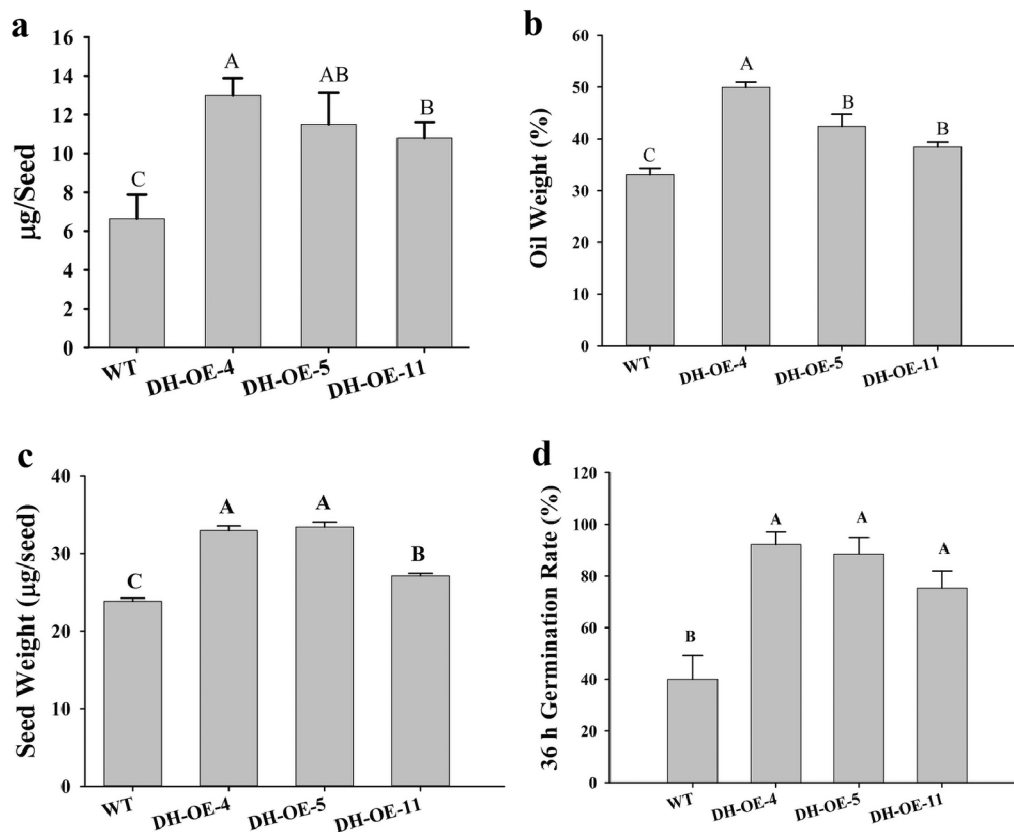 a
16
14
12
10
8
6
4
2
0
µg/Seed
C
A
AB
B
WT
DH-OE-4
DH-OE-5
DH-OE-11
b
60
50
40
30
20
10
0
Oil Weight (%)
C
A
B
B
WT
DH-OE-4
DH-OE-5
DH-OE-11
c
40
30
20
10
0
Seed Weight (µg/seed)
C
A
A
B
WT
DH-OE-4
DH-OE-5
DH-OE-11
d
120
100
80
60
40
20
0
36 h Germination Rate (%)
B
A
A
A
WT
DH-OE-4
DH-OE-5
DH-OE-11